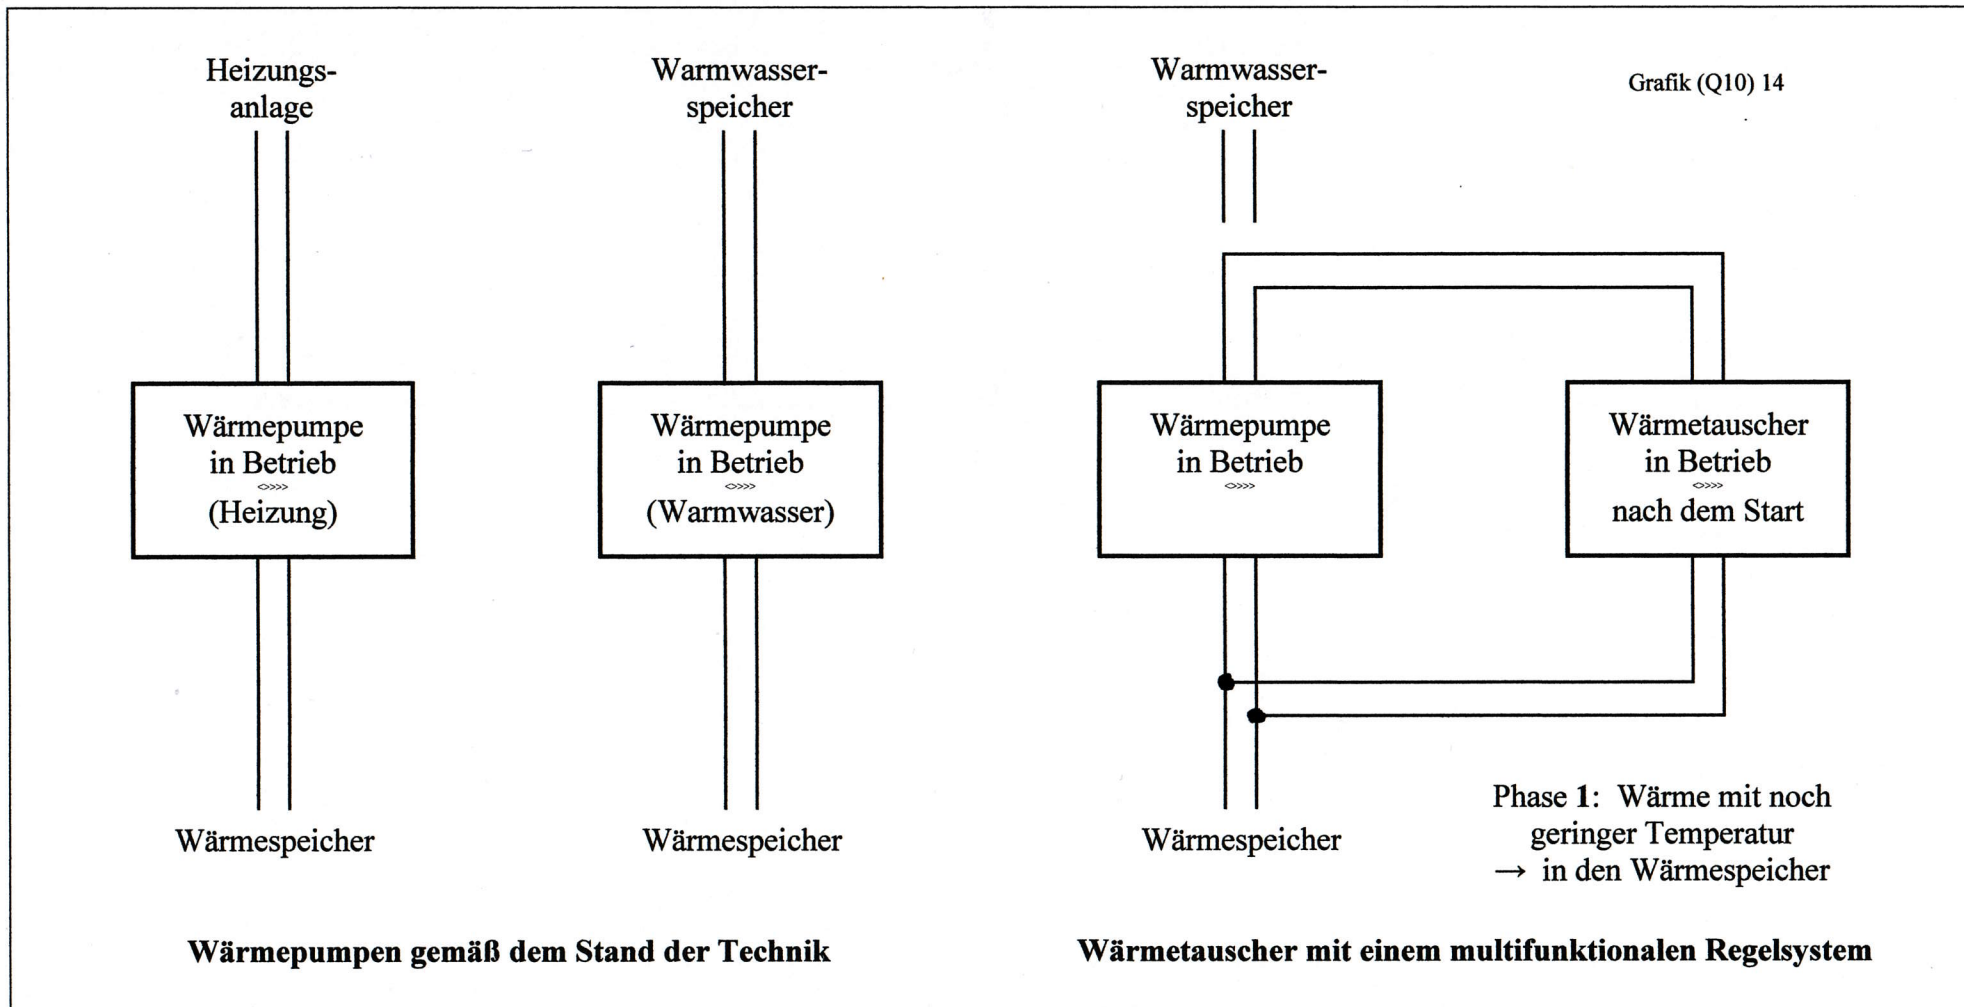 Heizungs-
anlage
Warmwasser-
speicher
Warmwasser-
speicher
Grafik (Q10) 14
Wärmepumpe
in Betrieb
<>>>>
(Heizung)
Wärmepumpe
in Betrieb
<>>>>
(Warmwasser)
Wärmepumpe
in Betrieb
<>>>>
Wärmetauscher
in Betrieb
<>>>>
nach dem Start
Wärmespeicher
Wärmespeicher
Wärmespeicher
Phase 1: Wärme mit noch
geringer Temperatur
→ in den Wärmespeicher
Wärmepumpen gemäß dem Stand der Technik
Wärmetauscher mit einem multifunktionalen Regelsystem